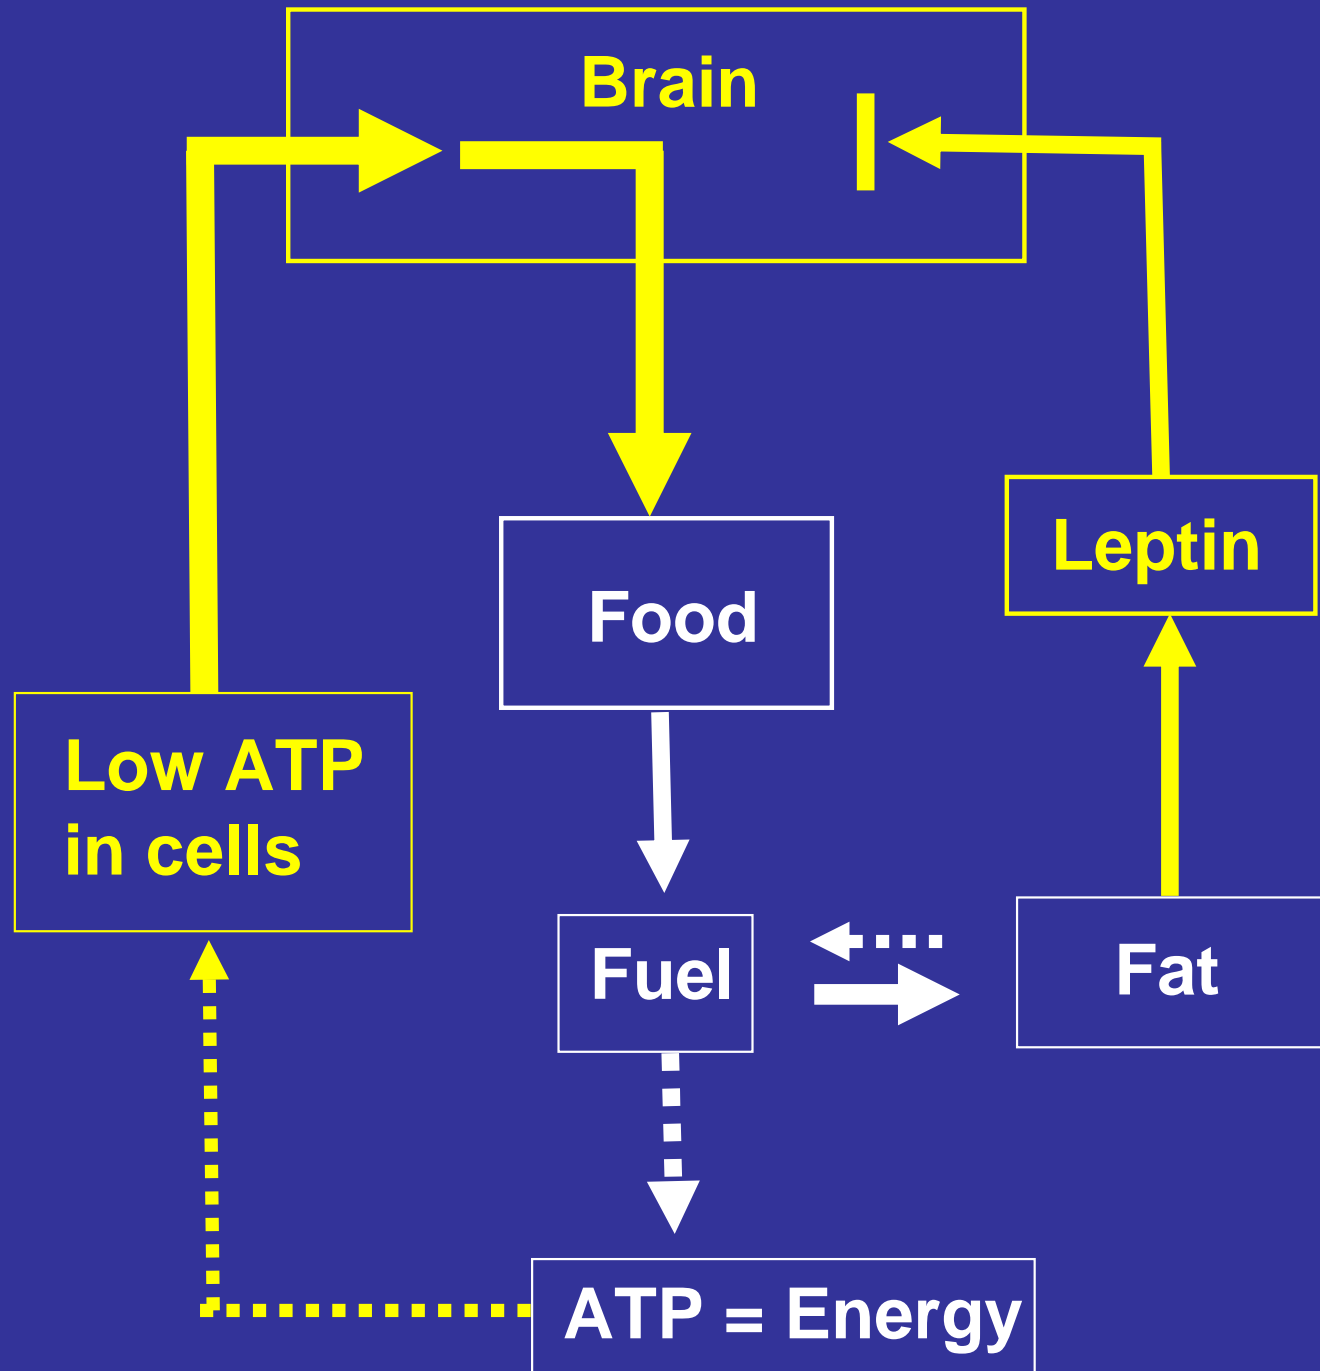 Brain
Leptin
Food
Low ATP
in cells
Fuel
Fat
ATP = Energy